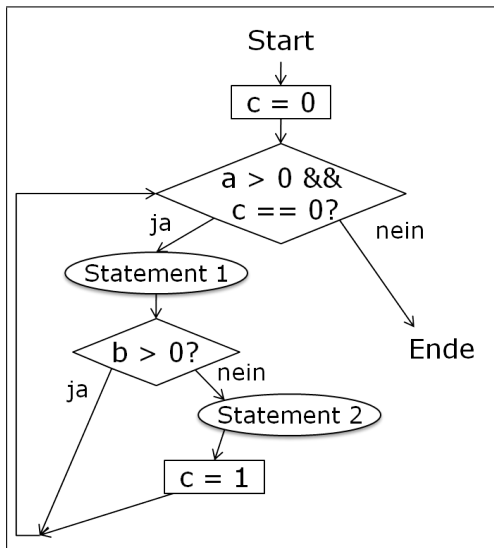 Start
c = 0
a > 0 &&
c == 0?
ja
nein
Statement 1
Ende
b > 0?
ja
nein
Statement 2
c = 1